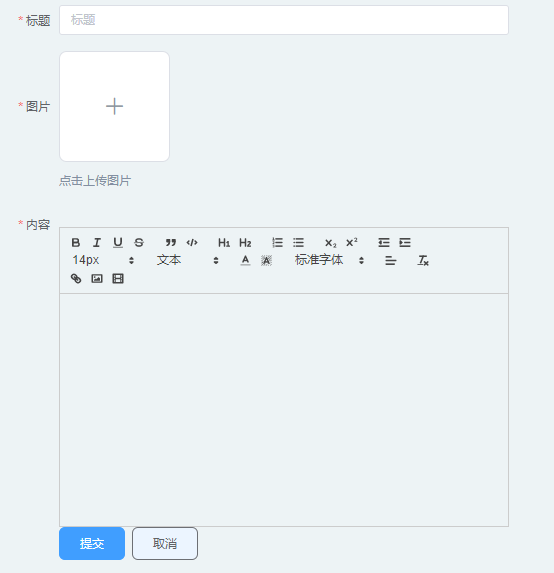 * 标题 标题
* 图片
点击上传图片
* 内容
B I U S ” </> H1 H2 x₂ x²
14px 文本 A A 标准字体 Tx
提交 取消